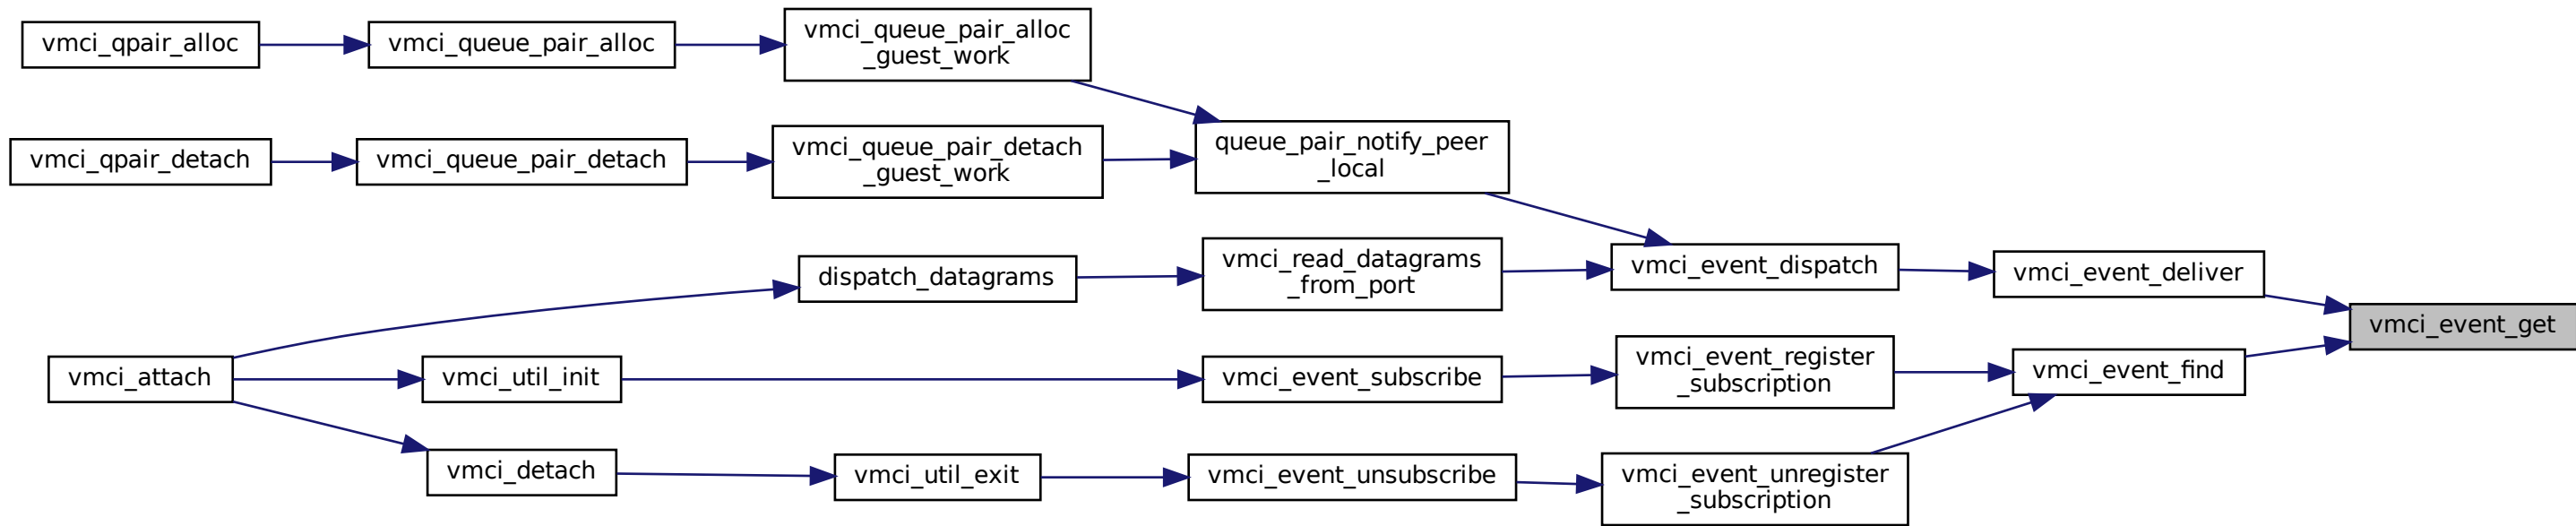 vmci_qpair_alloc
vmci_queue_pair_alloc
vmci_queue_pair_alloc
_guest_work
vmci_qpair_detach
vmci_queue_pair_detach
vmci_queue_pair_detach
_guest_work
queue_pair_notify_peer
_local
dispatch_datagrams
vmci_read_datagrams
_from_port
vmci_event_dispatch
vmci_event_deliver
vmci_event_get
vmci_attach
vmci_util_init
vmci_event_subscribe
vmci_event_register
_subscription
vmci_event_find
vmci_detach
vmci_util_exit
vmci_event_unsubscribe
vmci_event_unregister
_subscription